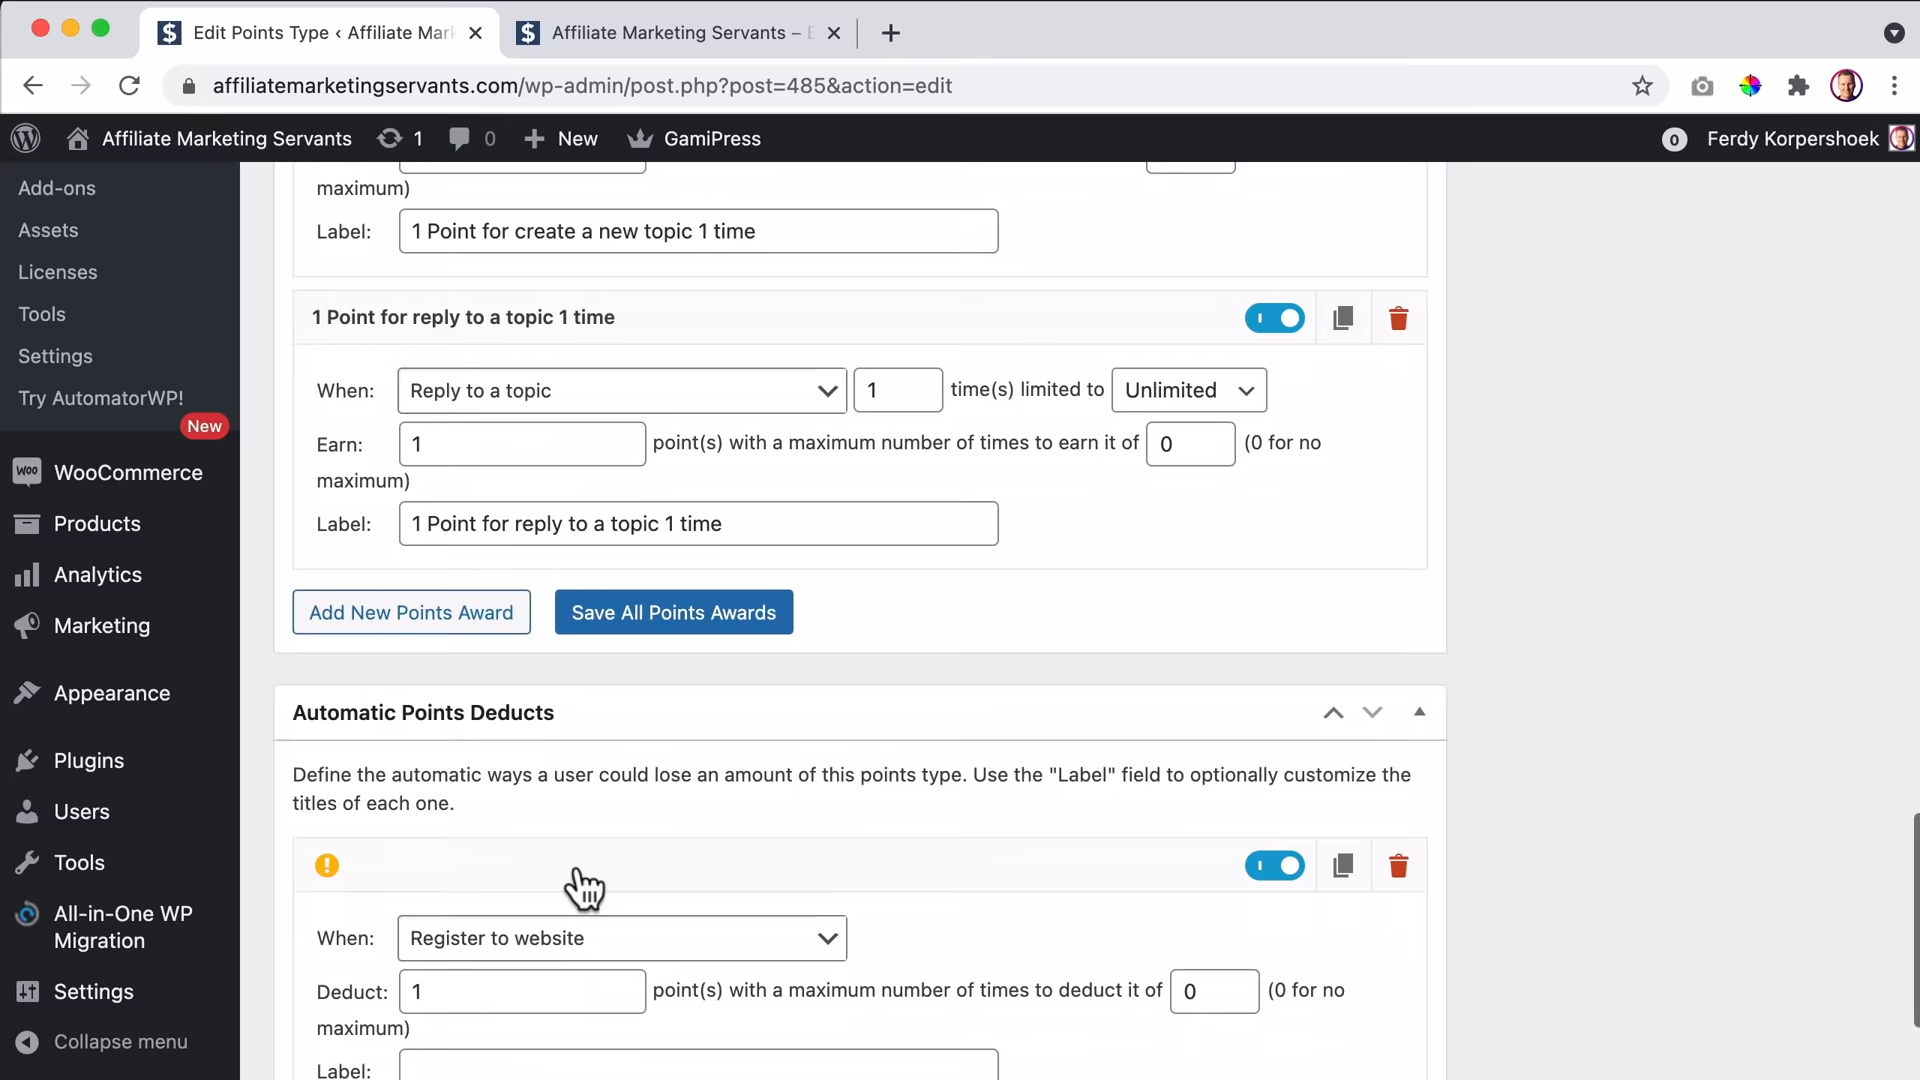 Edit Points Type ‹ Affiliate Mar
Affiliate Marketing Servants –
affiliatemarketingservants.com/wp-admin/post.php?post=485&action=edit
Affiliate Marketing Servants
1
0
New
GamiPress
0
Ferdy Korpershoek
Add-ons
Assets
Licenses
Tools
Settings
Try AutomatorWP!
New
WooCommerce
Products
Analytics
Marketing
Appearance
Plugins
Users
Tools
All-in-One WP
Migration
Settings
Collapse menu
maximum)
Label: 1 Point for create a new topic 1 time
1 Point for reply to a topic 1 time
When: Reply to a topic 1 time(s) limited to Unlimited
Earn: 1 point(s) with a maximum number of times to earn it of 0 (0 for no
maximum)
Label: 1 Point for reply to a topic 1 time
Add New Points Award Save All Points Awards
Automatic Points Deducts
Define the automatic ways a user could lose an amount of this points type. Use the "Label" field to optionally customize the
titles of each one.
When: Register to website
Deduct: 1 point(s) with a maximum number of times to deduct it of 0 (0 for no
maximum)
Label: